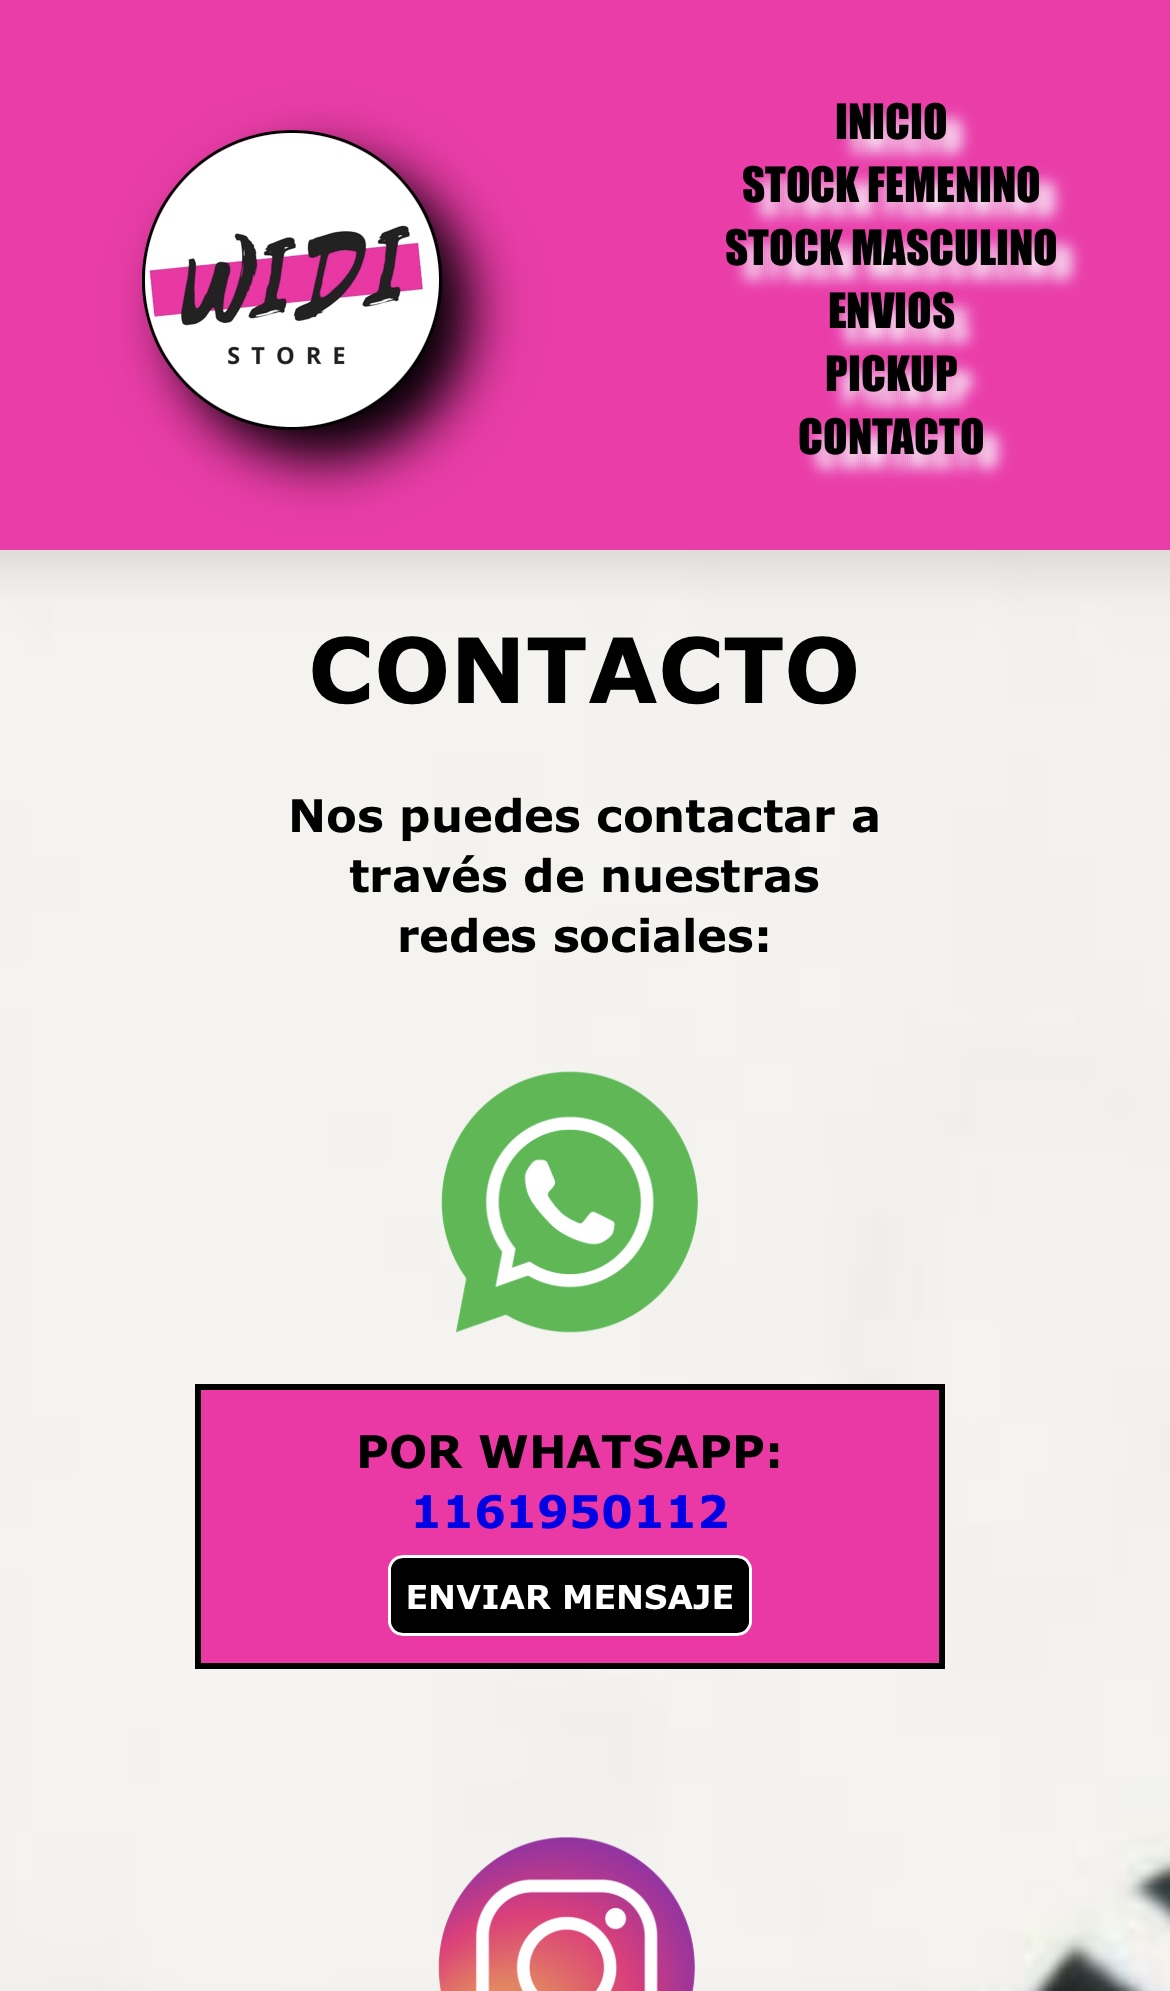 WIDI
STORE
INICIO
STOCK FEMENINO
STOCK MASCULINO
ENVIOS
PICKUP
CONTACTO
CONTACTO
Nos puedes contactar a
través de nuestras
redes sociales:
POR WHATSAPP:
1161950112
ENVIAR MENSAJE